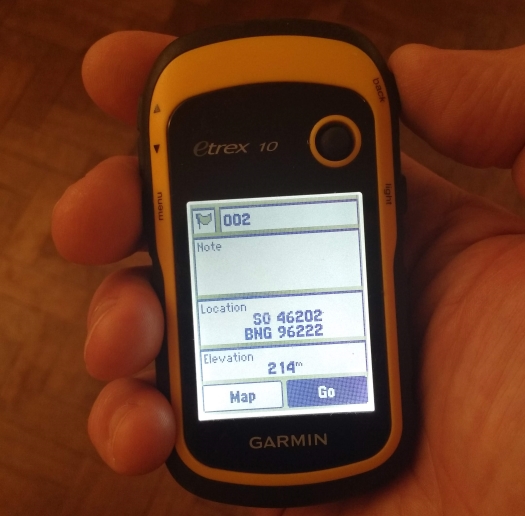 back
etrex 10
menu
light
002
Note
Location
SO 46202
BNG 96222
Elevation
214m
Map
Go
GARMIN